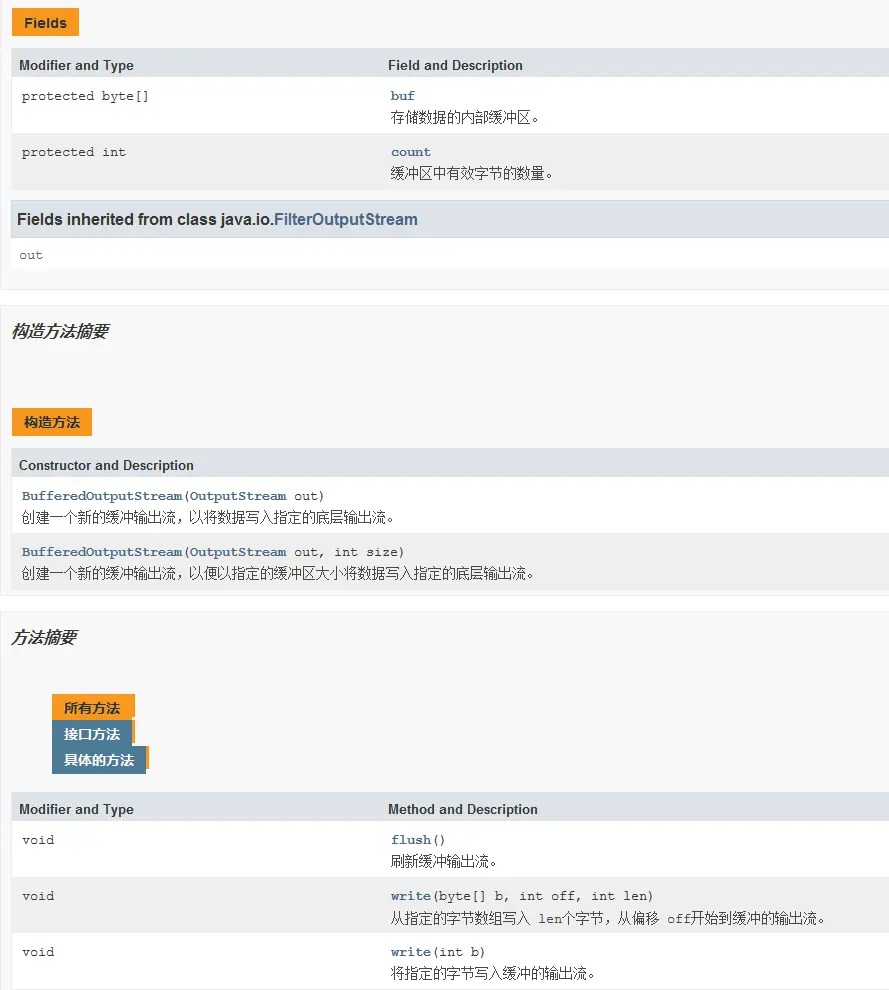 Fields
Modifier and Type Field and Description
protected byte[] buf
存储数据的内部缓冲区。
protected int count
缓冲区中有效字节的数量。
Fields inherited from class java.io.FilterOutputStream
out
构造方法摘要
构造方法
Constructor and Description
BufferedOutputStream(OutputStream out)
创建一个新的缓冲输出流，以将数据写入指定的底层输出流。
BufferedOutputStream(OutputStream out, int size)
创建一个新的缓冲输出流，以便以指定的缓冲区大小将数据写入指定的底层输出流。
方法摘要
所有方法
接口方法
具体的方法
Modifier and Type Method and Description
void flush()
刷新缓冲输出流。
void write(byte[] b, int off, int len)
从指定的字节数组写入 len个字节，从偏移 off开始到缓冲的输出流。
void write(int b)
将指定的字节写入缓冲的输出流。